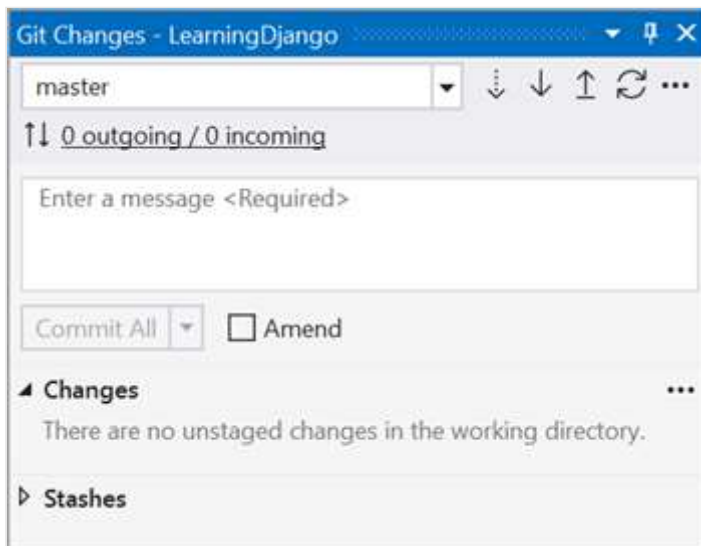 Git Changes - LearningDjango
master
0 outgoing / 0 incoming
Enter a message <Required>
Commit All
Amend
Changes
There are no unstaged changes in the working directory.
Stashes